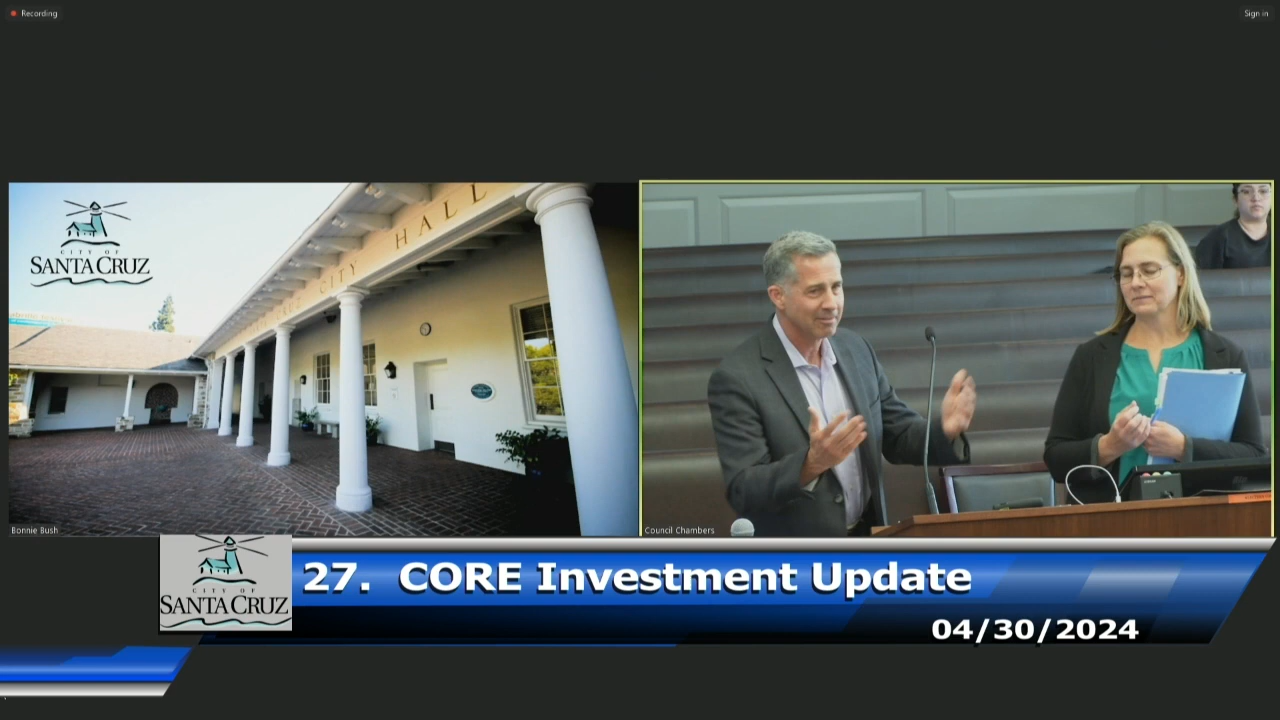 Recording
Sign in
CITY OF
SANTA CRUZ
CITY HALL
Bonnie Bush
Council Chambers
CITY OF
SANTA CRUZ
27. CORE Investment Update
04/30/2024